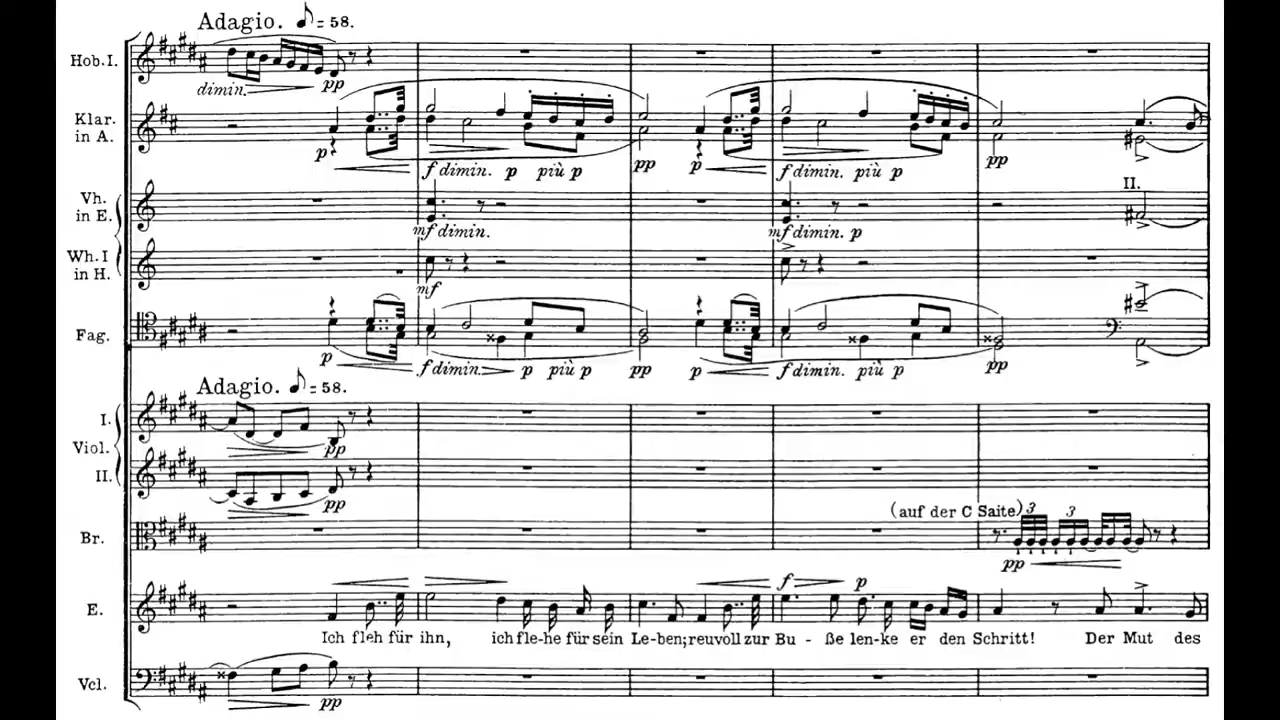 Adagio. ♪ = 58.
Hob. I.
dimin. pp
Klar. in A.
p f dimin. p più p pp p f dimin. più p pp
II.
Vh. in E.
mf dimin. mf dimin. p
Wh. I in H.
mf
Fag.
p f dimin. p più p pp p f dimin. più p pp
Adagio. ♪ = 58.
I.
Viol.
pp
II.
pp
(auf der C Saite) 3 3
Br.
pp
f p
E.
Ich fleh für ihn, ich fle-he für sein Le-ben; reuvoll zur Bu - ße len-ke er den Schritt! Der Mut des
Vcl.
pp